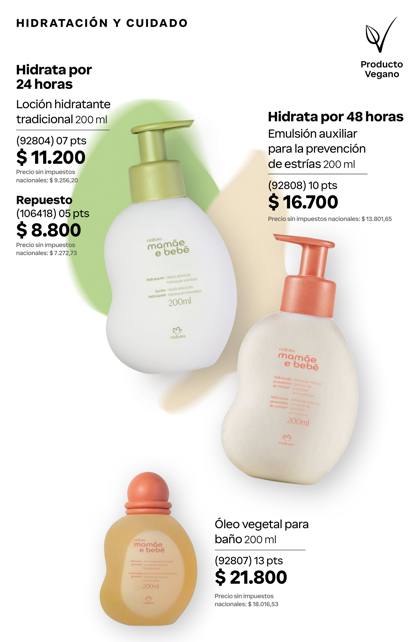 HIDRATACIÓN Y CUIDADO
Producto
Vegano
Hidrata por
24 horas
Loción hidratante
tradicional 200 ml
(92804) 07 pts
$ 11.200
Precio sin impuestos
nacionales: $ 9.256,20
Repuesto
(106418) 05 pts
$ 8.800
Precio sin impuestos
nacionales: $ 7.272,73
Hidrata por 48 horas
Emulsión auxiliar
para la prevención
de estrías 200 ml
(92808) 10 pts
$ 16.700
Precio sin impuestos nacionales: $ 13.801,65
natura
mamãe
e bebê
200ml
natura
natura
mamãe
e bebê
200ml
natura
mamãe
e bebê
200ml
Óleo vegetal para
baño 200 ml
(92807) 13 pts
$ 21.800
Precio sin impuestos
nacionales: $ 18.016,53